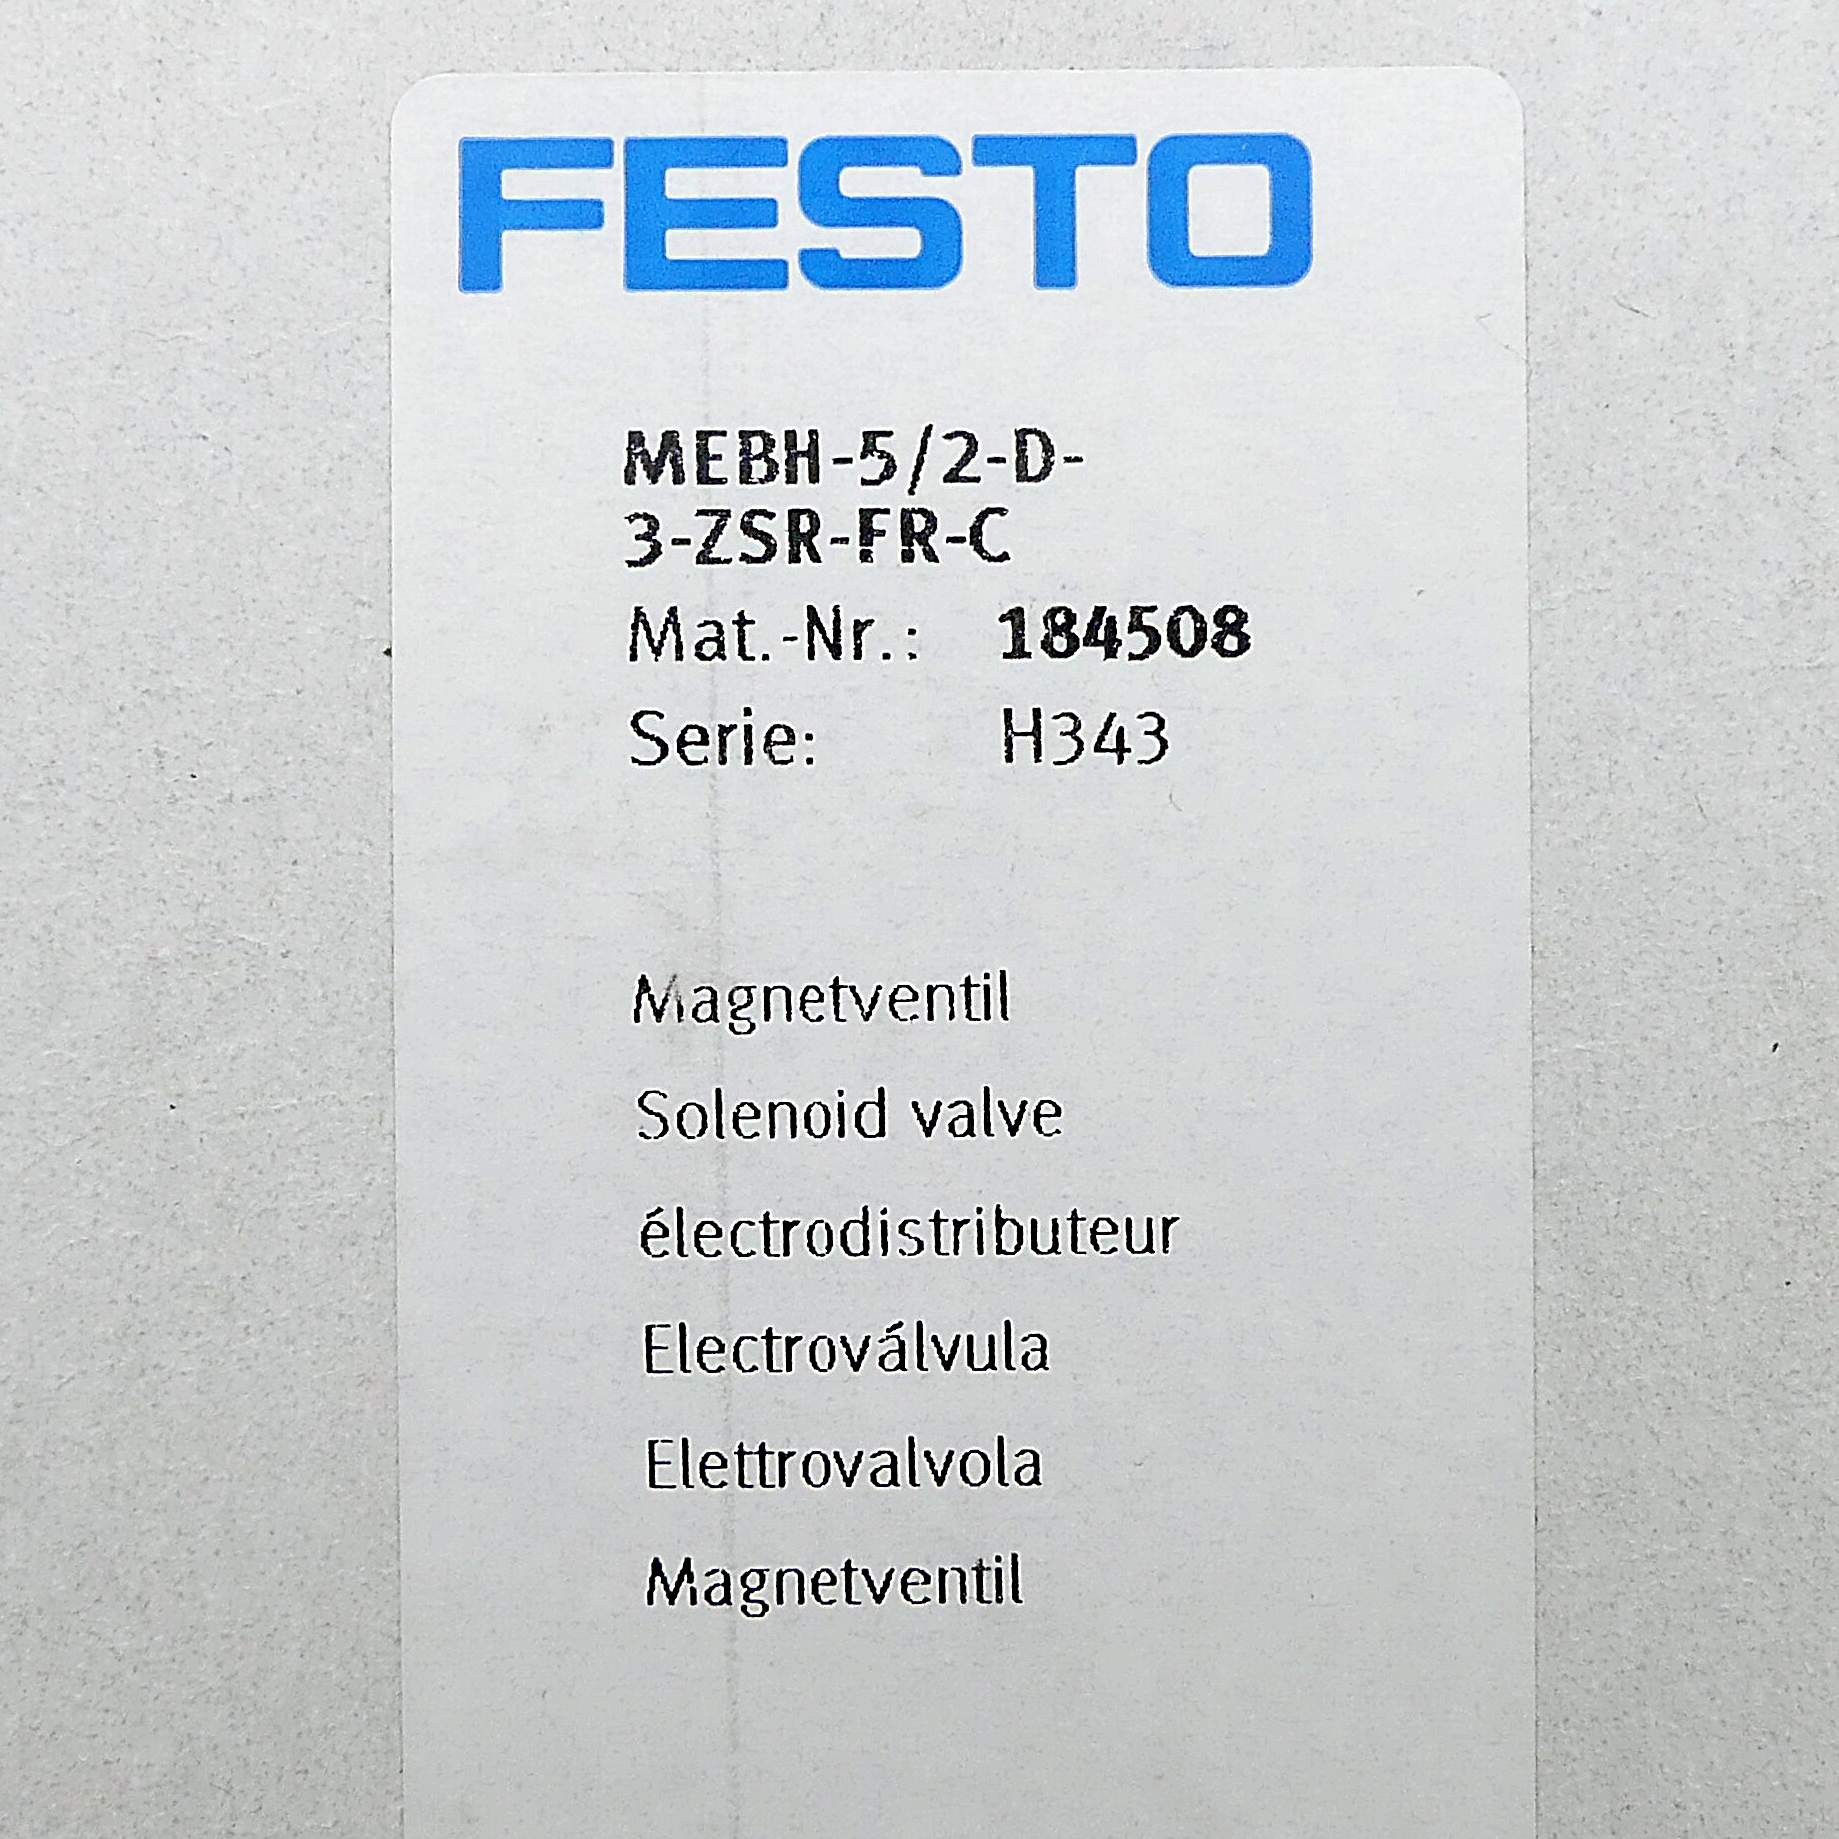 FESTO
MEBH-5/2-D-
3-ZSR-FR-C
Mat.-Nr.: 184508
Serie: H343
Magnetventil
Solenoid valve
électrodistributeur
Electroválvula
Elettrovalvola
Magnetventil